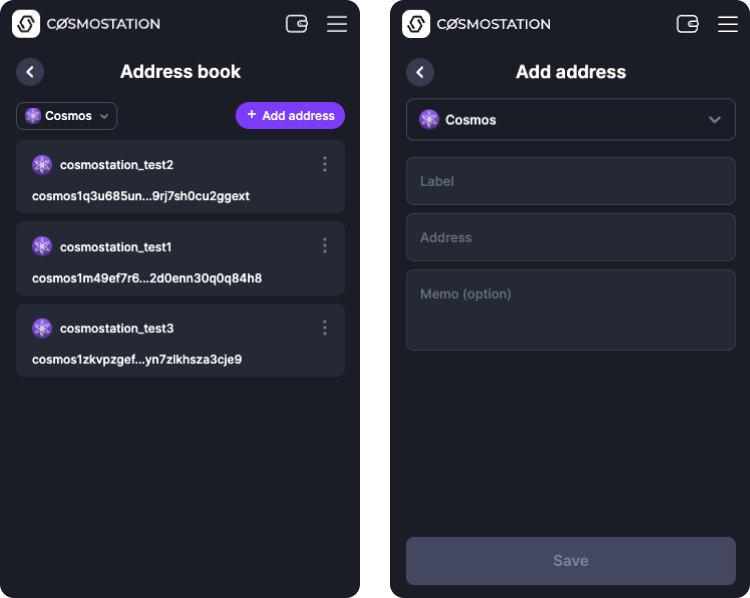 CØSMOSTATION
Address book
Cosmos
+ Add address
cosmostation_test2
cosmos1q3u685un...9rj7sh0cu2ggext
cosmostation_test1
cosmos1m49ef7r6...2d0enn30q0q84h8
cosmostation_test3
cosmos1zkvpzgef...yn7zlkhsza3cje9
CØSMOSTATION
Add address
Cosmos
Label
Address
Memo (option)
Save